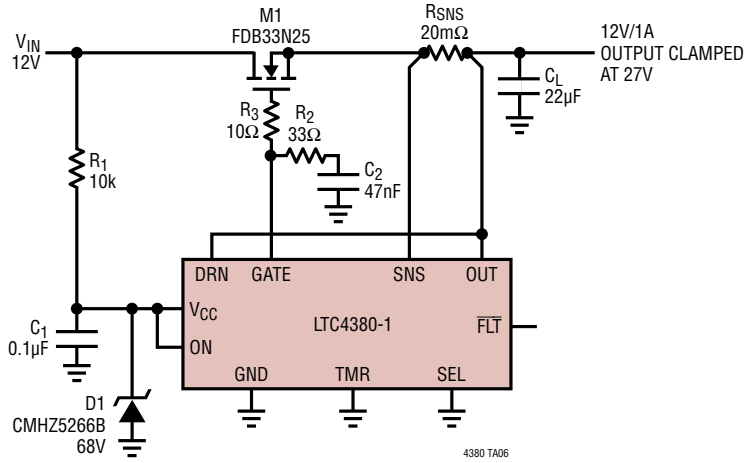 M1
FDB33N25
VIN
12V
RSNS
20mΩ
12V/1A
OUTPUT CLAMPED
AT 27V
CL
22µF
R3
10Ω
R2
33Ω
C2
47nF
R1
10k
DRN GATE SNS OUT
VCC
LTC4380-1
FLT
ON
C1
0.1µF
GND TMR SEL
D1
CMHZ5266B
68V
4380 TA06